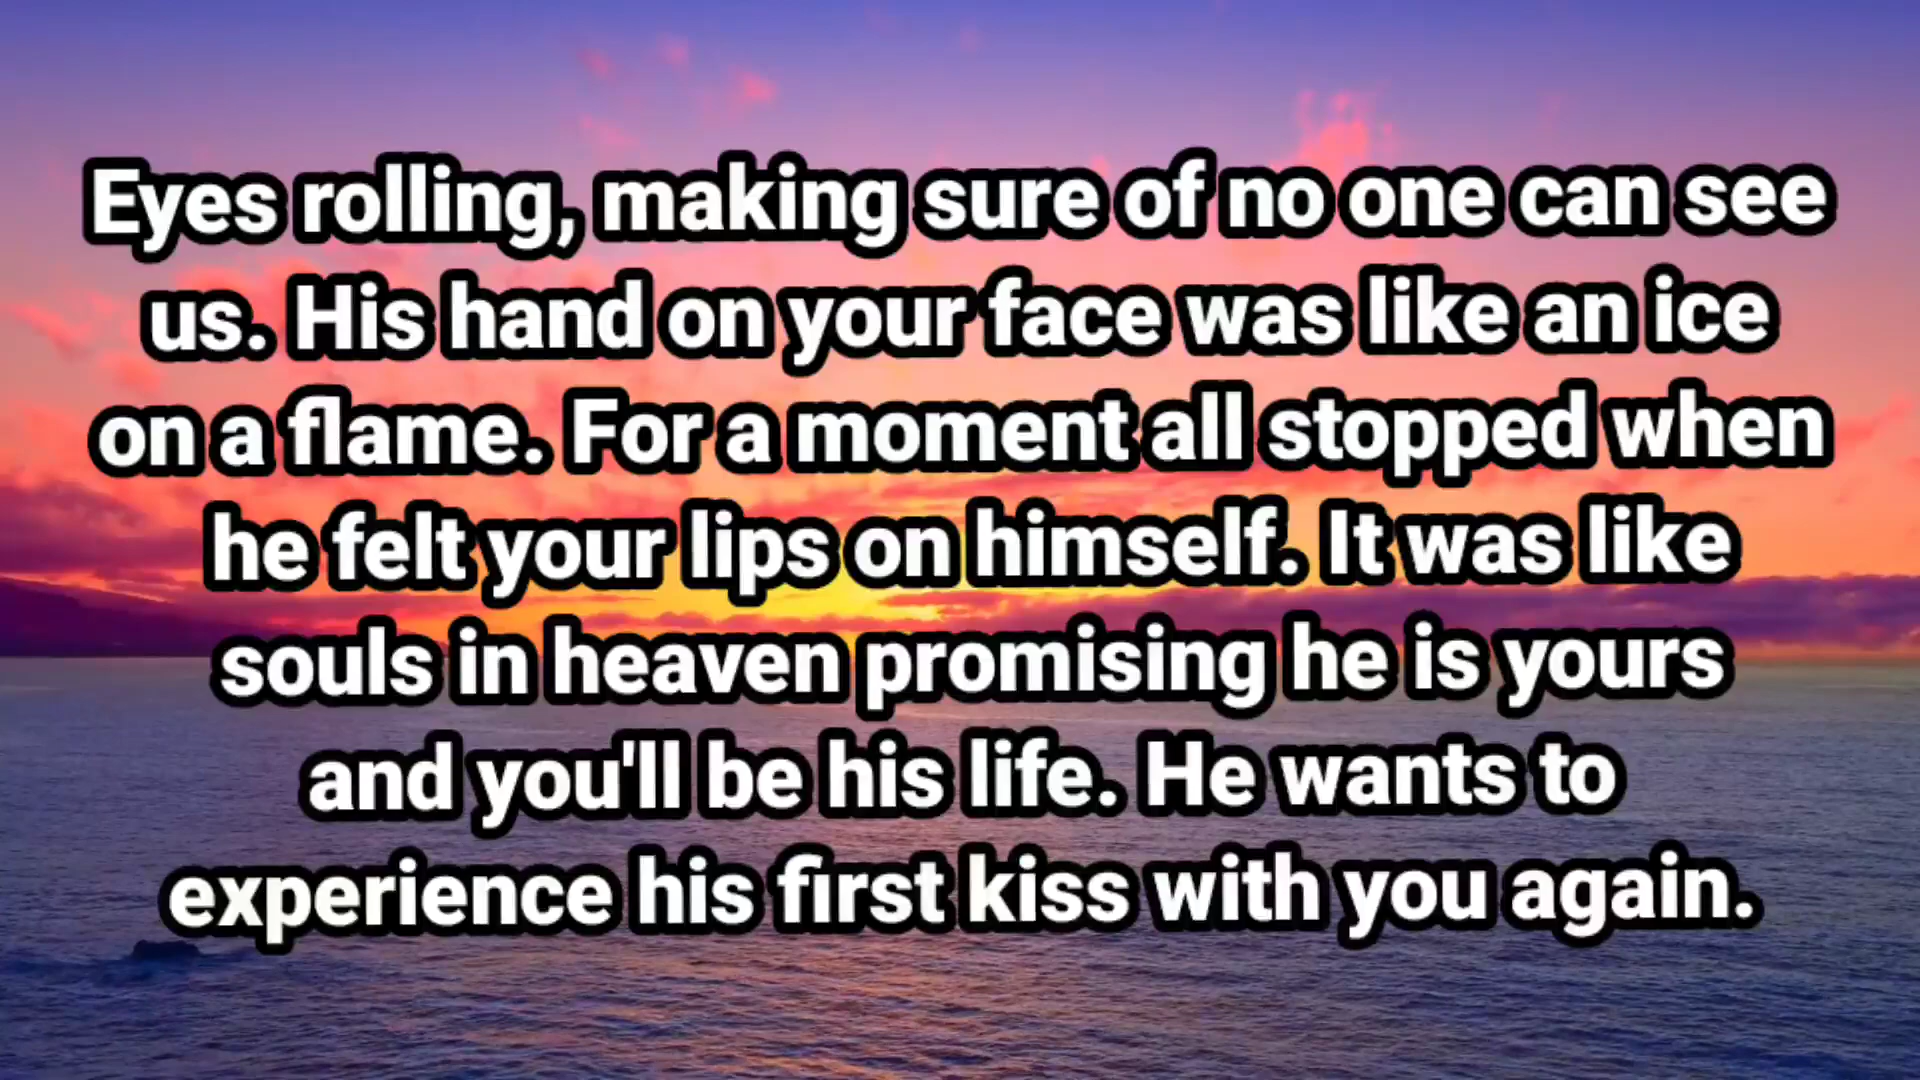 Eyes rolling, making sure of no one can see
us. His hand on your face was like an ice
on a flame. For a moment all stopped when
he felt your lips on himself. It was like
souls in heaven promising he is yours
and you'll be his life. He wants to
experience his first kiss with you again.